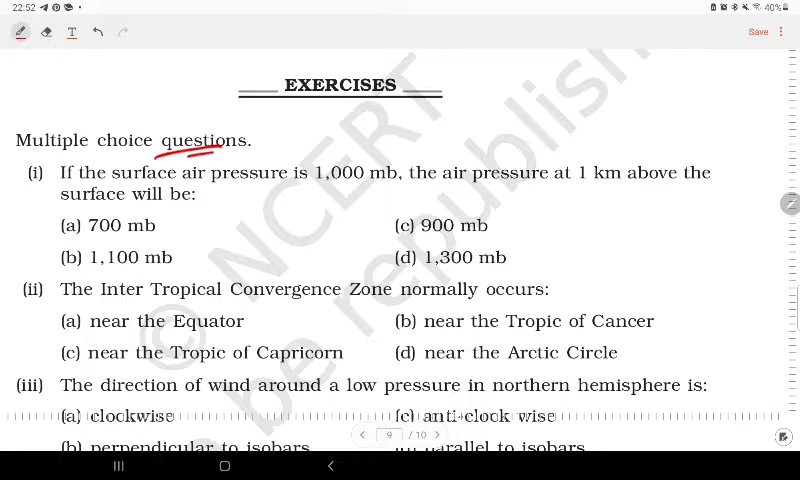 22:52
40%
T
Save
EXERCISES
Multiple choice questions.
(i) If the surface air pressure is 1,000 mb, the air pressure at 1 km above the
surface will be:
(a) 700 mb (c) 900 mb
(b) 1,100 mb (d) 1,300 mb
(ii) The Inter Tropical Convergence Zone normally occurs:
(a) near the Equator (b) near the Tropic of Cancer
(c) near the Tropic of Capricorn (d) near the Arctic Circle
(iii) The direction of wind around a low pressure in northern hemisphere is:
(a) clockwise (c) anti-clock wise
(b) perpendicular to isobars parallel to isobars
9 / 10
© NCERT
be republish